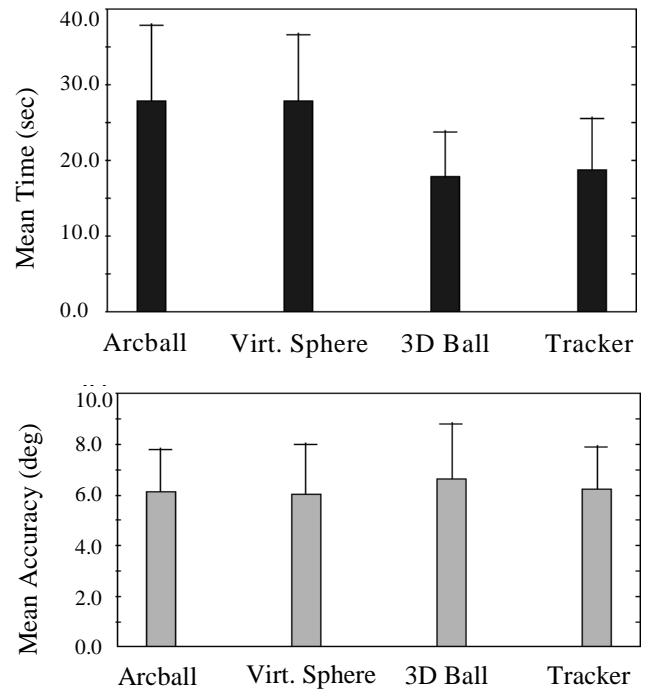 40.0
30.0
20.0
10.0
0.0
Mean Time (sec)
Arcball Virt. Sphere 3D Ball Tracker
10.0
8.0
6.0
4.0
2.0
0.0
Mean Accuracy (deg)
Arcball Virt. Sphere 3D Ball Tracker